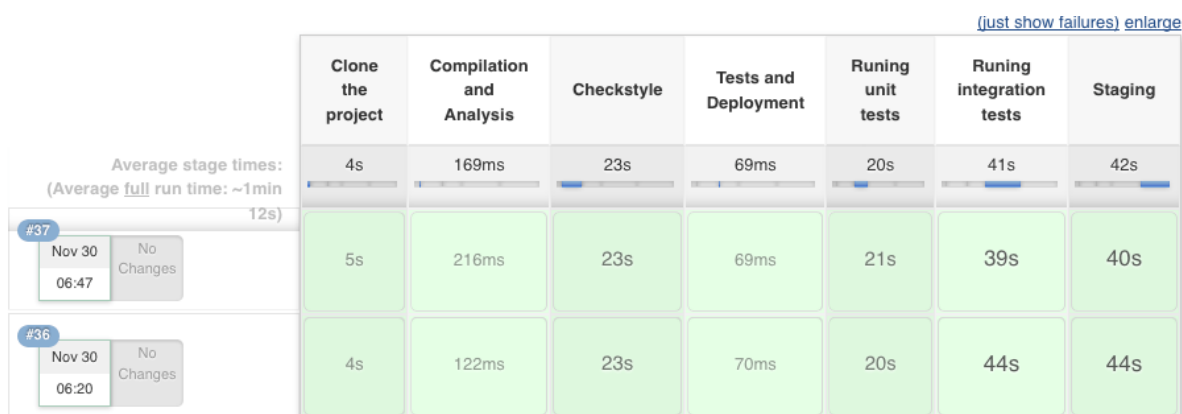 (just show failures) enlarge
Clone
the
project
Compilation
and
Analysis
Checkstyle
Tests and
Deployment
Runing
unit
tests
Runing
integration
tests
Staging
Average stage times:
(Average full run time: ~1min
12s)
4s
169ms
23s
69ms
20s
41s
42s
#37
Nov 30
06:47
No
Changes
5s
216ms
23s
69ms
21s
39s
40s
#36
Nov 30
06:20
No
Changes
4s
122ms
23s
70ms
20s
44s
44s